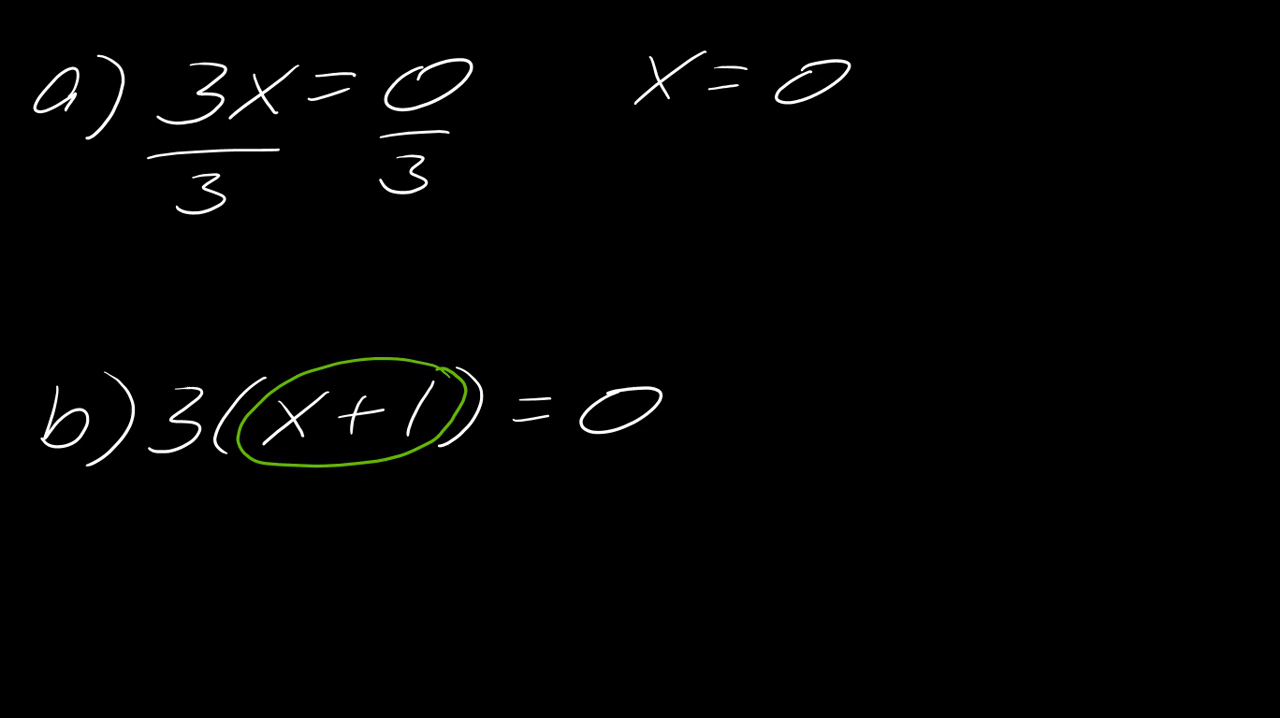 a) 3x = 0 x = 0
3 3
b) 3(x+1) = 0